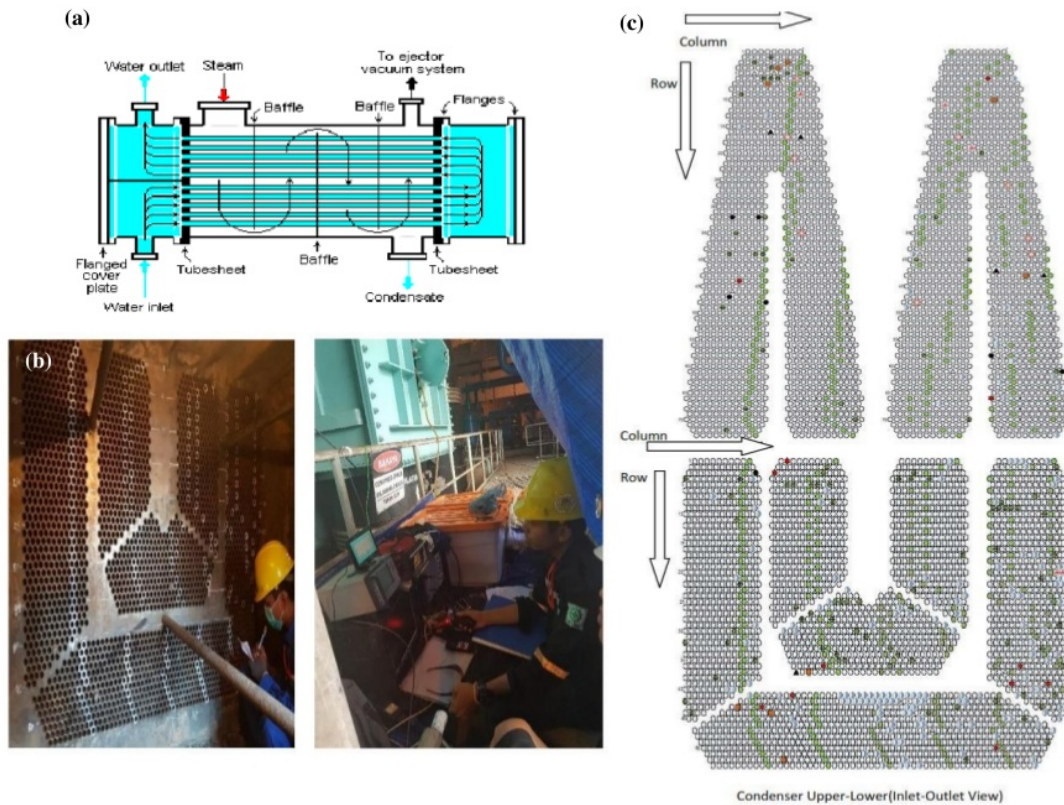 (a)
Water outlet
Steam
To ejector
vacuum system
Baffle
Baffle
Flanges
Flanged
cover
plate
Tubesheet
Baffle
Tubesheet
Water inlet
Condensate
(b)
(c)
Column
Row
Column
Row
Condenser Upper-Lower(Inlet-Outlet View)